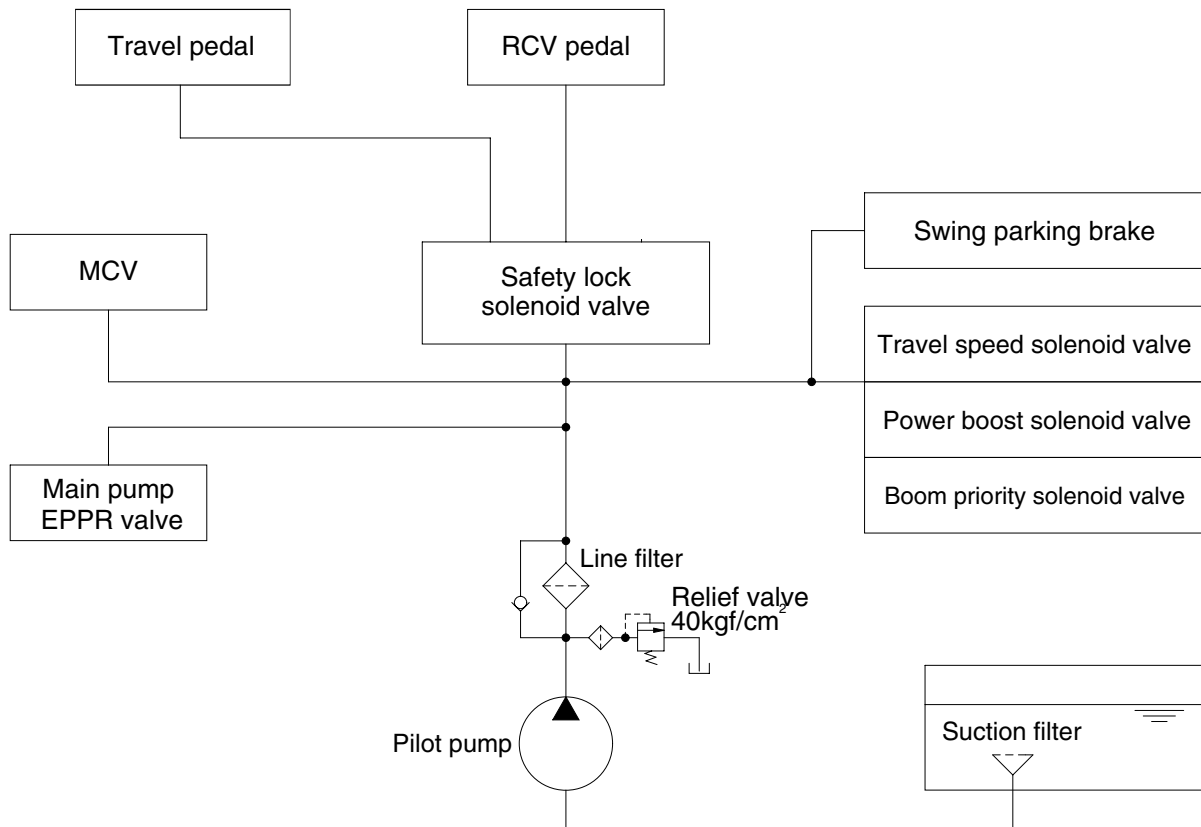 Travel pedal
RCV pedal
Swing parking brake
MCV
Safety lock
solenoid valve
Travel speed solenoid valve
Power boost solenoid valve
Main pump
EPPR valve
Boom priority solenoid valve
Line filter
Relief valve
40kgf/cm²
Suction filter
Pilot pump